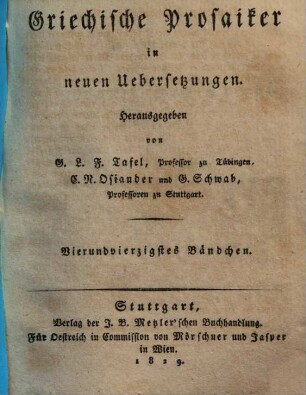 Griechische Prosaiker
in
neuen Uebersetzungen.
Herausgegeben
von
G. L. F. Tafel, Professor zu Tübingen,
C. N. Osiander und G. Schwab,
Professoren zu Stuttgart.
Vierundvierzigstes Bändchen.
Stuttgart,
Verlag der J. B. Metzler'schen Buchhandlung.
Für Oestreich in Commission von Mörschner und Jasper
in Wien.
1829.